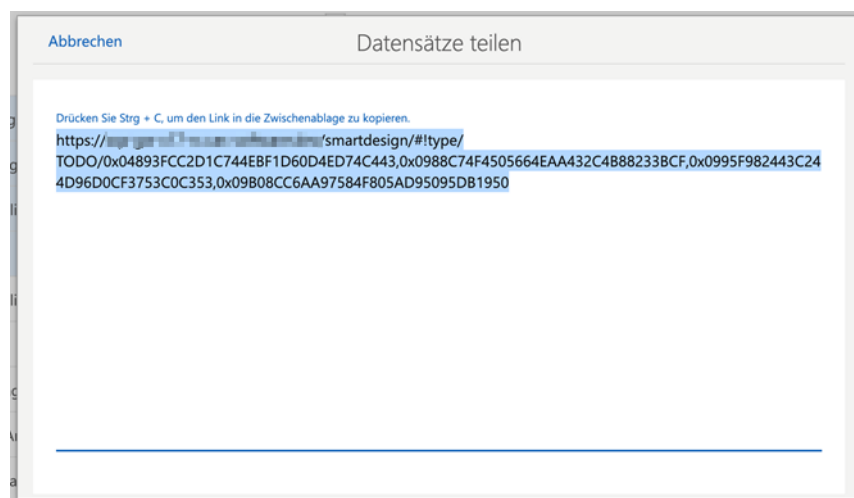 Abbrechen
Datensätze teilen
Drücken Sie Strg + C, um den Link in die Zwischenablage zu kopieren.
https:// /smartdesign/#!type/
TODO/0x04893FCC2D1C744EBF1D60D4ED74C443,0x0988C74F4505664EAA432C4B88233BCF,0x0995F982443C24
4D96D0CF3753C0C353,0x09B08CC6AA97584F805AD95095DB1950